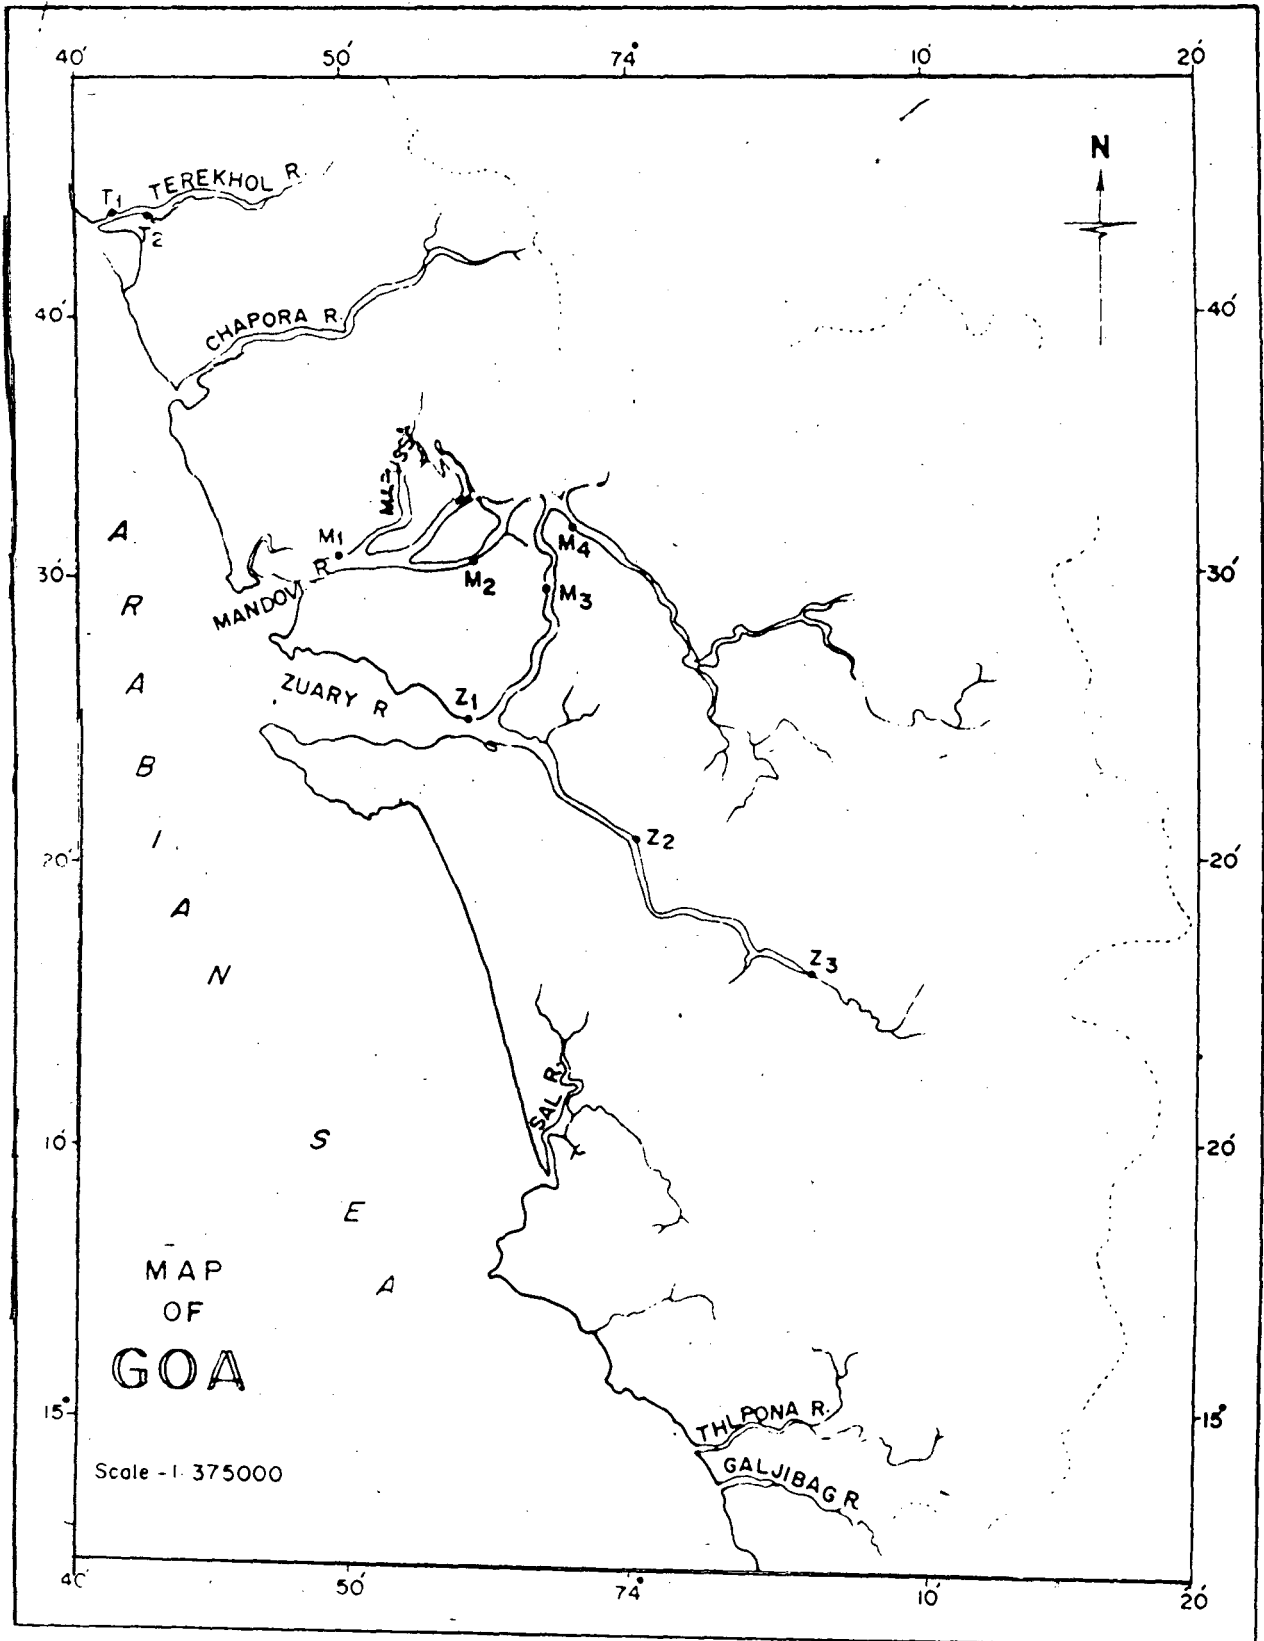 40' 50' 74° 10' 20'
N
T1 TEREKHOL R.
T2
40' 40'
CHAPORA R.
M1
M4
30' 30'
MANDOVI R
M2
M3
ZUARY R
Z1
Z2
20' 20'
Z3
SAL R.
10' 20'
ARABIAN
SEA
MAP
OF
GOA
15° 15°
THLPONA R.
GALJIBAG R
Scale - 1 375000
40' 50' 74° 10' 20'